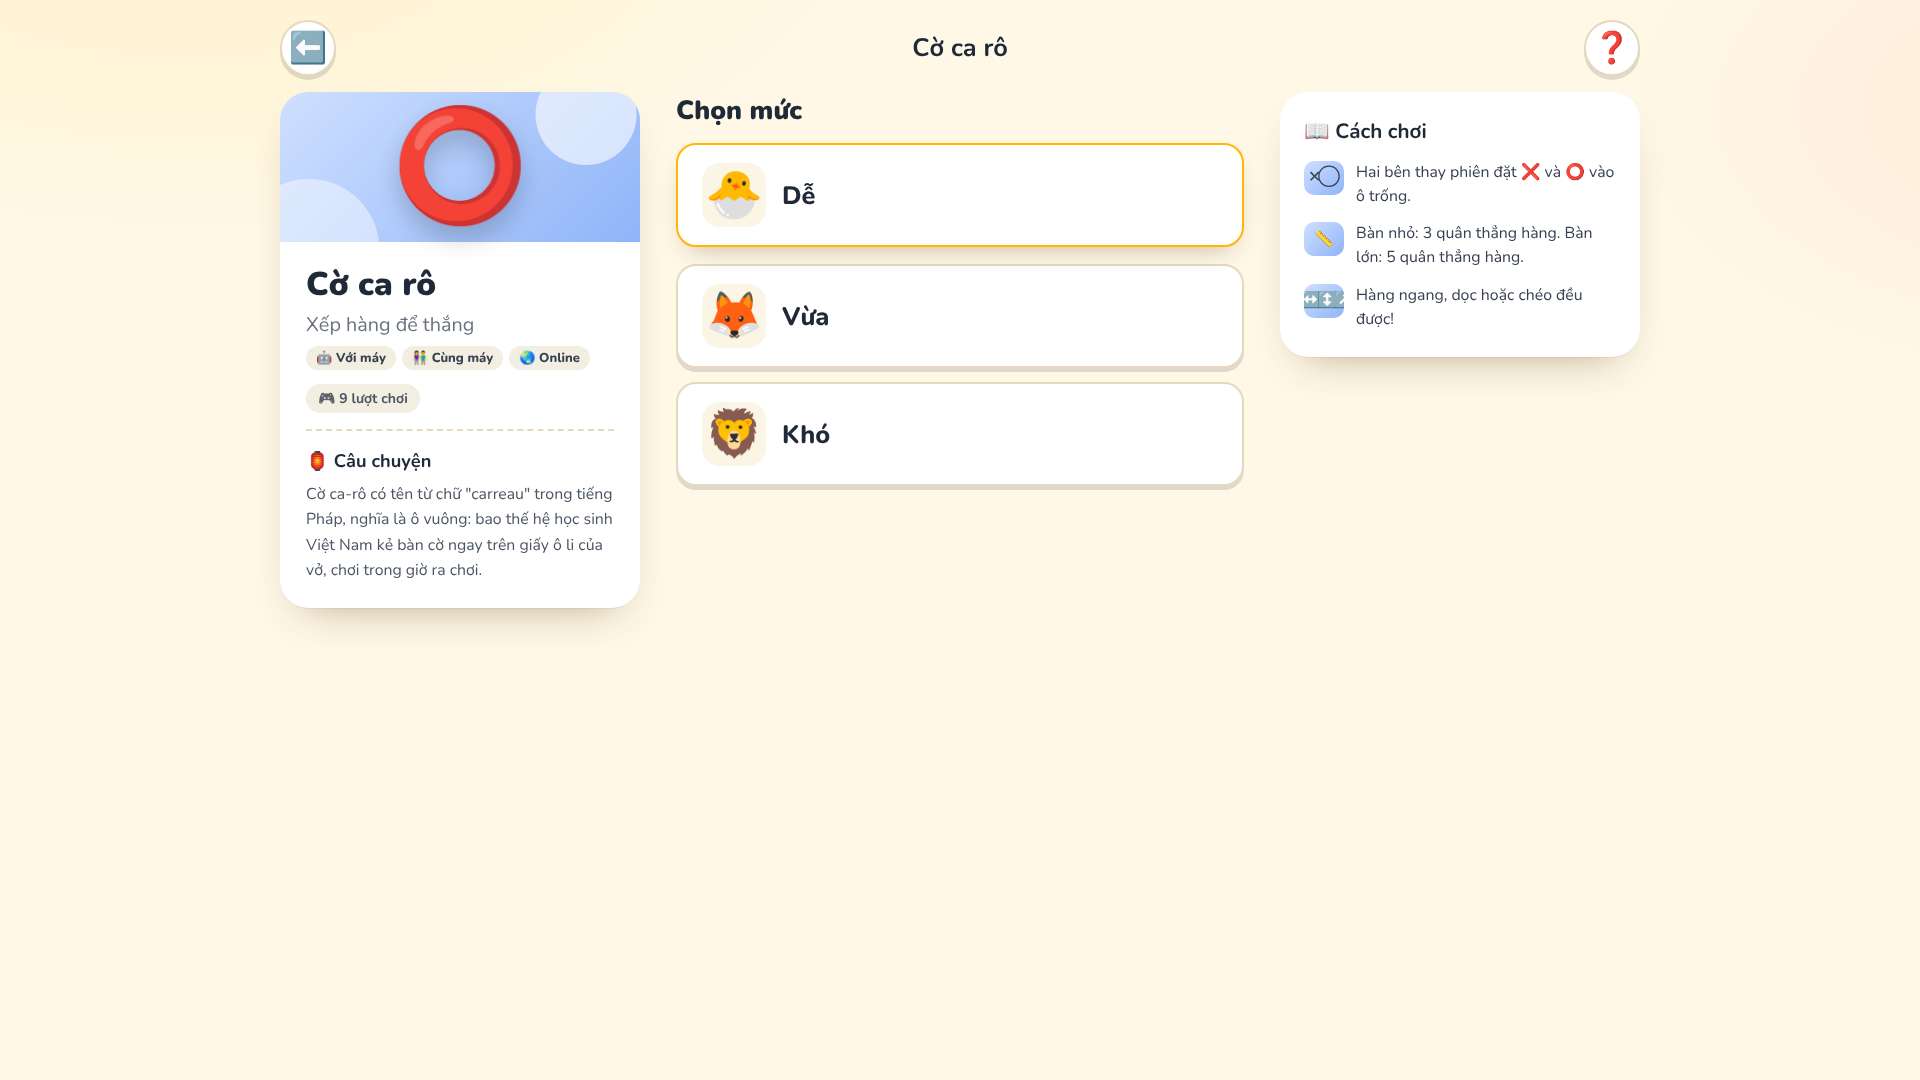 Cờ ca rô
Cờ ca rô
Xếp hàng để thắng
Với máy
Cùng máy
Online
9 lượt chơi
Câu chuyện
Cờ ca-rô có tên từ chữ "carreau" trong tiếng
Pháp, nghĩa là ô vuông: bao thế hệ học sinh
Việt Nam kẻ bàn cờ ngay trên giấy ô li của
vở, chơi trong giờ ra chơi.
Chọn mức
Dễ
Vừa
Khó
Cách chơi
Hai bên thay phiên đặt ❌ và ⭕ vào
ô trống.
Bàn nhỏ: 3 quân thẳng hàng. Bàn
lớn: 5 quân thẳng hàng.
Hàng ngang, dọc hoặc chéo đều
được!